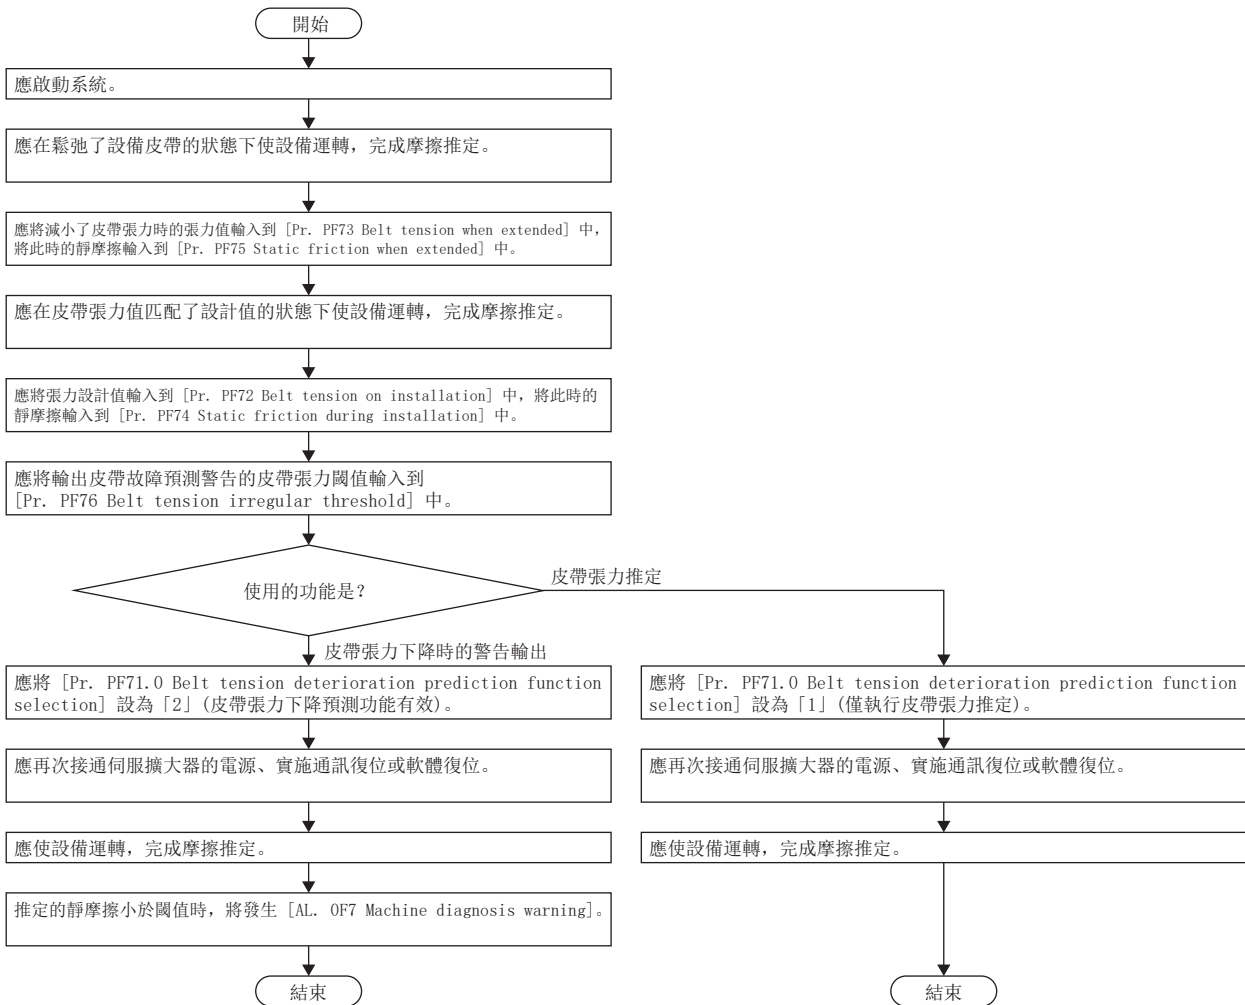 開始
應啟動系統。
應在鬆弛了設備皮帶的狀態下使設備運轉，完成摩擦推定。
應將減小了皮帶張力時的張力值輸入到 [Pr. PF73 Belt tension when extended] 中，
將此時的靜摩擦輸入到 [Pr. PF75 Static friction when extended] 中。
應在皮帶張力值匹配了設計值的狀態下使設備運轉，完成摩擦推定。
應將張力設計值輸入到 [Pr. PF72 Belt tension on installation] 中，將此時的
靜摩擦輸入到 [Pr. PF74 Static friction during installation] 中。
應將輸出皮帶故障預測警告的皮帶張力閾值輸入到
[Pr. PF76 Belt tension irregular threshold] 中。
使用的功能是？
皮帶張力推定
皮帶張力下降時的警告輸出
應將 [Pr. PF71.0 Belt tension deterioration prediction function
selection] 設為「2」(皮帶張力下降預測功能有效)。
應再次接通伺服擴大器的電源、實施通訊復位或軟體復位。
應使設備運轉，完成摩擦推定。
推定的靜摩擦小於閾值時，將發生 [AL. 0F7 Machine diagnosis warning]。
結束
應將 [Pr. PF71.0 Belt tension deterioration prediction function
selection] 設為「1」(僅執行皮帶張力推定)。
應再次接通伺服擴大器的電源、實施通訊復位或軟體復位。
應使設備運轉，完成摩擦推定。
結束